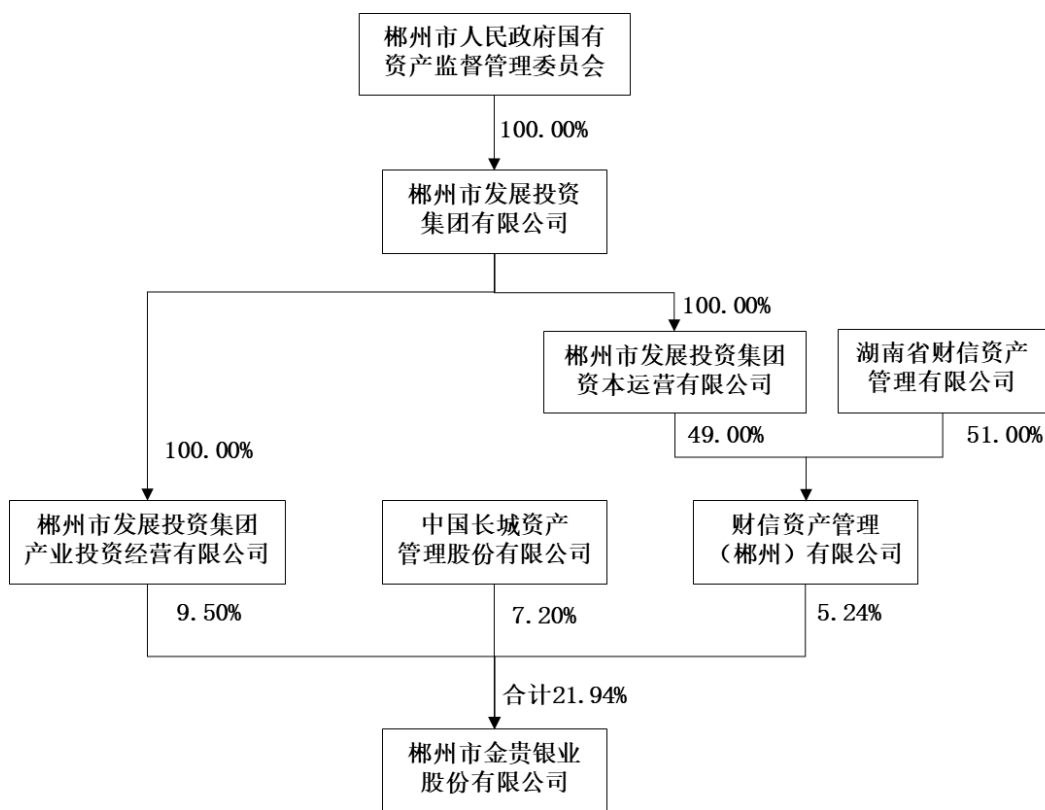 郴州市人民政府国有
资产监督管理委员会
100.00%
郴州市发展投资
集团有限公司
100.00%
郴州市发展投资集团
资本运营有限公司
湖南省财信资产
管理有限公司
49.00%
51.00%
100.00%
郴州市发展投资集团
产业投资经营有限公司
中国长城资产
管理股份有限公司
财信资产管理
（郴州）有限公司
9.50%
7.20%
5.24%
合计21.94%
郴州市金贵银业
股份有限公司